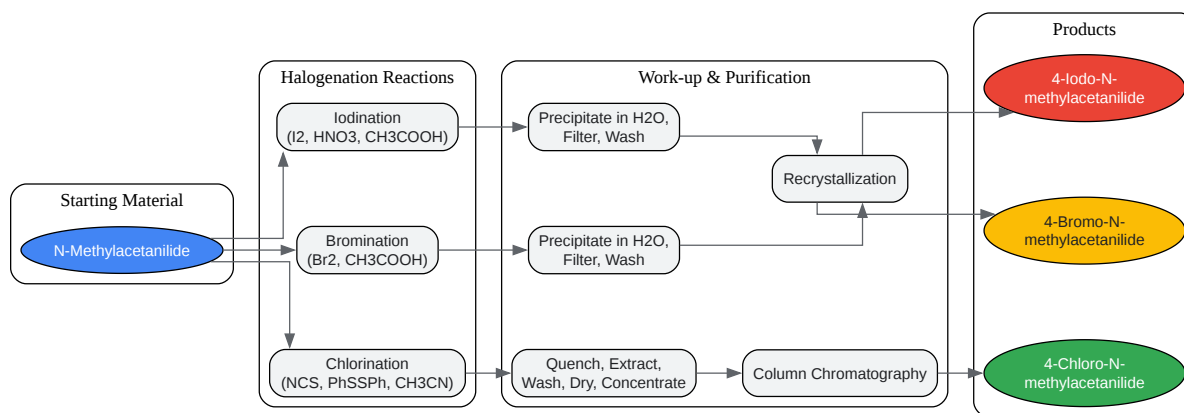 Starting Material
N-Methylacetanilide
Halogenation Reactions
Iodination
(I2, HNO3, CH3COOH)
Bromination
(Br2, CH3COOH)
Chlorination
(NCS, PhSSPh, CH3CN)
Work-up & Purification
Precipitate in H2O,
Filter, Wash
Recrystallization
Precipitate in H2O,
Filter, Wash
Quench, Extract,
Wash, Dry, Concentrate
Column Chromatography
Products
4-Iodo-N-
methylacetanilide
4-Bromo-N-
methylacetanilide
4-Chloro-N-
methylacetanilide